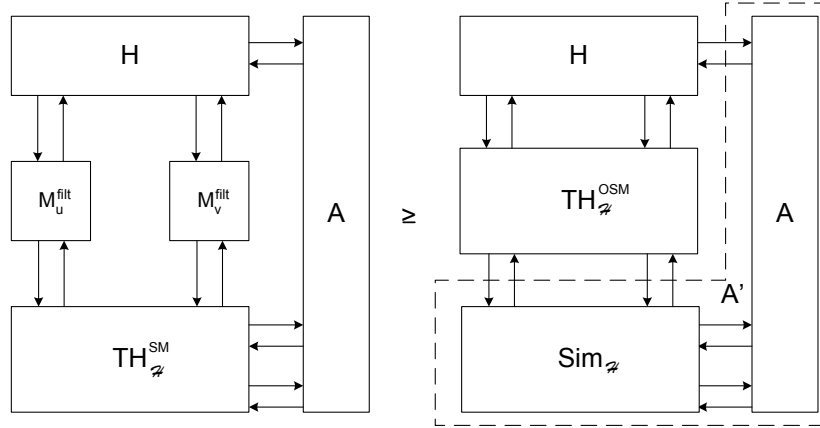 H
M_u^filt
M_v^filt
TH_ℋ^SM
A
≥
H
TH_ℋ^OSM
A
A’
Sim_ℋ